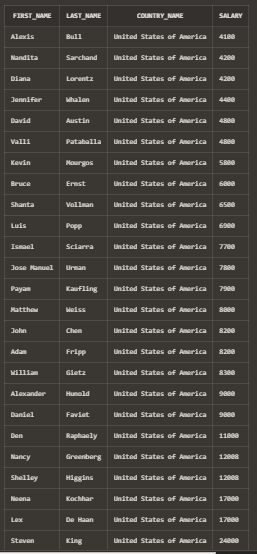 FIRST_NAME LAST_NAME COUNTRY_NAME SALARY
Alexis Bull United States of America 4100
Nandita Sarchand United States of America 4200
Diana Lorentz United States of America 4200
Jennifer Whalen United States of America 4400
David Austin United States of America 4800
Valli Pataballa United States of America 4800
Kevin Mourgos United States of America 5800
Bruce Ernst United States of America 6000
Shanta Vollman United States of America 6500
Luis Popp United States of America 6900
Ismael Sciarra United States of America 7700
Jose Manuel Urman United States of America 7800
Payam Kaufling United States of America 7900
Matthew Weiss United States of America 8000
John Chen United States of America 8200
Adam Fripp United States of America 8200
William Gietz United States of America 8300
Alexander Hunold United States of America 9000
Daniel Faviet United States of America 9000
Den Raphaely United States of America 11000
Nancy Greenberg United States of America 12008
Shelley Higgins United States of America 12008
Neena Kochhar United States of America 17000
Lex De Haan United States of America 17000
Steven King United States of America 24000